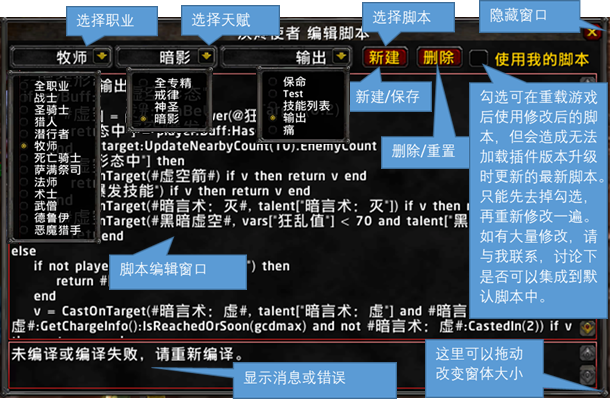 选择职业
选择天赋
选择脚本
隐藏窗口
使者 编辑脚本
牧师
暗影
输出
新建
删除
使用我的脚本
全职业
战士
圣骑士
猎人
潜行者
牧师
死亡骑士
萨满祭司
法师
术士
武僧
德鲁伊
恶魔猎手
全专精
戒律
神圣
暗影
保命
Test
技能列表
输出
痛
新建/保存
删除/重置
勾选可在重载游戏
后使用修改后的脚
本，但会造成无法
加载插件版本升级
时更新的最新脚本。
只能先去掉勾选，
再重新修改一遍。
如有大量修改，请
与我联系，讨论下
是否可以集成到默
认脚本中。
输出
target:UpdateNearbyCount(10).EnemyCount
形态中"] then
OnTarget(#虚空箭#) if v then return v end
爆发技能") if v then return v end
OnTarget(#暗言术：灭#, talent["暗言术：灭"]) if v then
OnTarget(#黑暗虚空#, vars["狂乱值"] < 70 and talent["黑
end
else
if not play
") then
return #
end
v = CastOnTarget(#暗言术：虚#, talent["暗言术：虚"] and #暗言
虚#:GetChargeInfo():IsReachedOrSoon(gcdmax) and not #暗言术：虚#:CastedIn(2)) if v
脚本编辑窗口
未编译或编译失败，请重新编译。
显示消息或错误
这里可以拖动
改变窗体大小